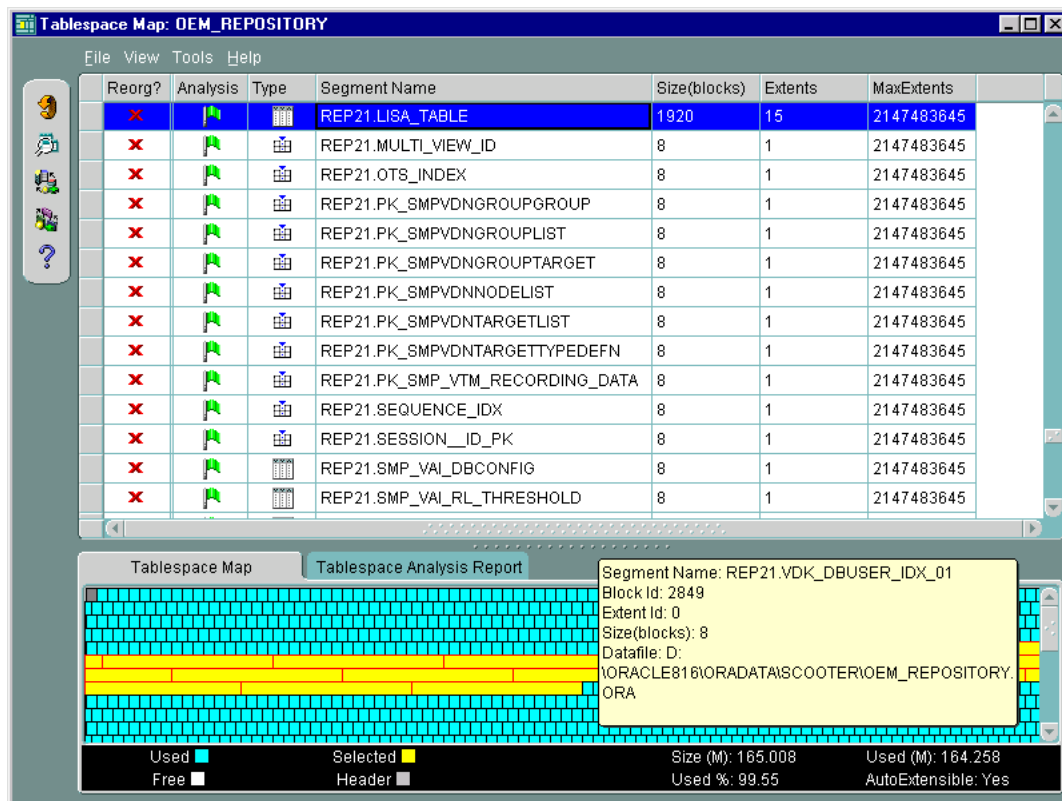 Tablespace Map: OEM_REPOSITORY
File View Tools Help
Reorg? Analysis Type Segment Name Size(blocks) Extents MaxExtents
REP21.LISA_TABLE 1920 15 2147483645
REP21.MULTI_VIEW_ID 8 1 2147483645
REP21.OTS_INDEX 8 1 2147483645
REP21.PK_SMPVDNGROUPGROUP 8 1 2147483645
REP21.PK_SMPVDNGROUPLIST 8 1 2147483645
REP21.PK_SMPVDNGROUPTARGET 8 1 2147483645
REP21.PK_SMPVDNNODELIST 8 1 2147483645
REP21.PK_SMPVDNTARGETLIST 8 1 2147483645
REP21.PK_SMPVDNTARGETTYPEDEFN 8 1 2147483645
REP21.PK_SMP_VTM_RECORDING_DATA 8 1 2147483645
REP21.SEQUENCE_IDX 8 1 2147483645
REP21.SESSION__ID_PK 8 1 2147483645
REP21.SMP_VAI_DBCONFIG 8 1 2147483645
REP21.SMP_VAI_RL_THRESHOLD 8 1 2147483645
Tablespace Map Tablespace Analysis Report
Segment Name: REP21.VDK_DBUSER_IDX_01
Block Id: 2849
Extent Id: 0
Size(blocks): 8
Datafile: D:
\ORACLE816\ORADATA\SCOOTER\OEM_REPOSITORY.
ORA
Used Selected Size (M): 165.008 Used (M): 164.258
Free Header Used %: 99.55 AutoExtensible: Yes